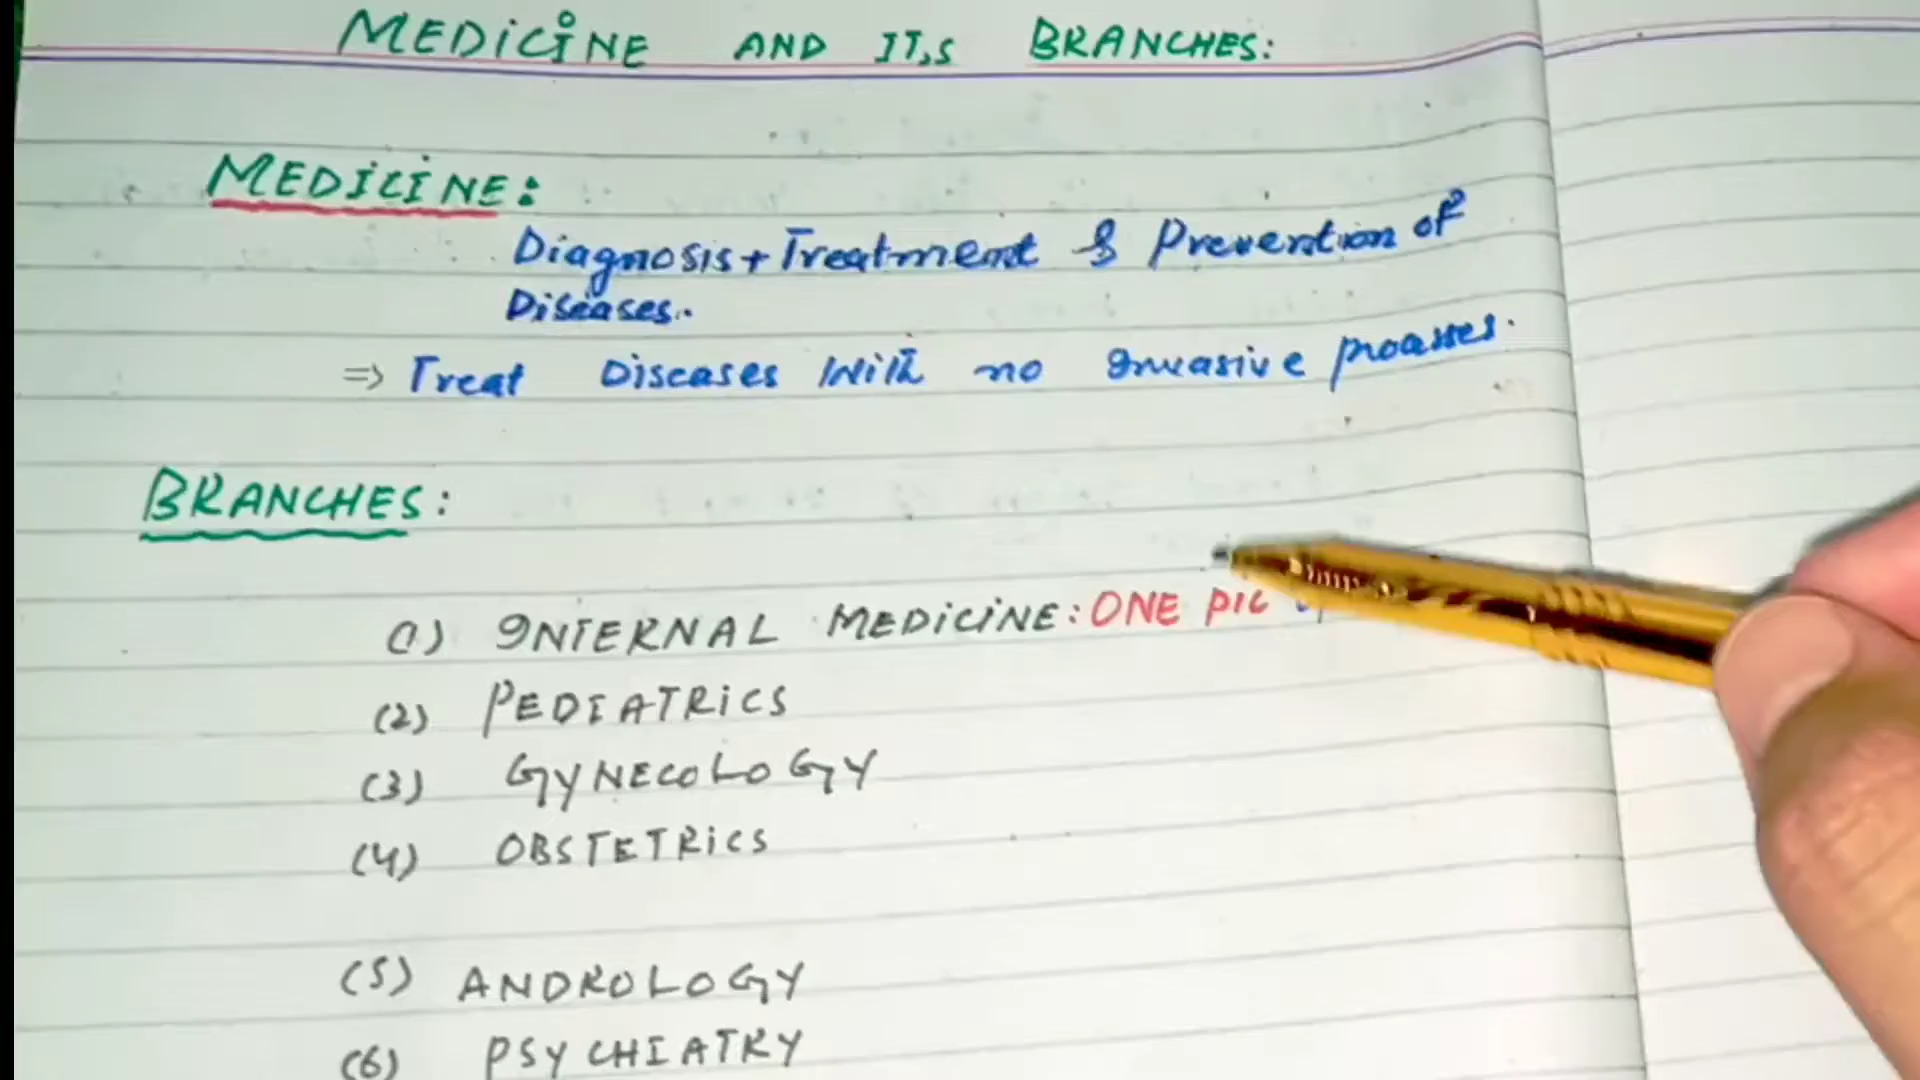 MEDICINE AND IT,S BRANCHES:
MEDICINE:
Diagnosis + Treatment & Prevention of
Diseases.
⇒ Treat Diseases With no invasive
BRANCHES:
(1) INTERNAL MEDICINE: ONE PIC
(2) PEDIATRICS
(3) GYNECOLOGY
(4) OBSTETRICS
(5) ANDROLOGY
(6) PSYCHIATRY